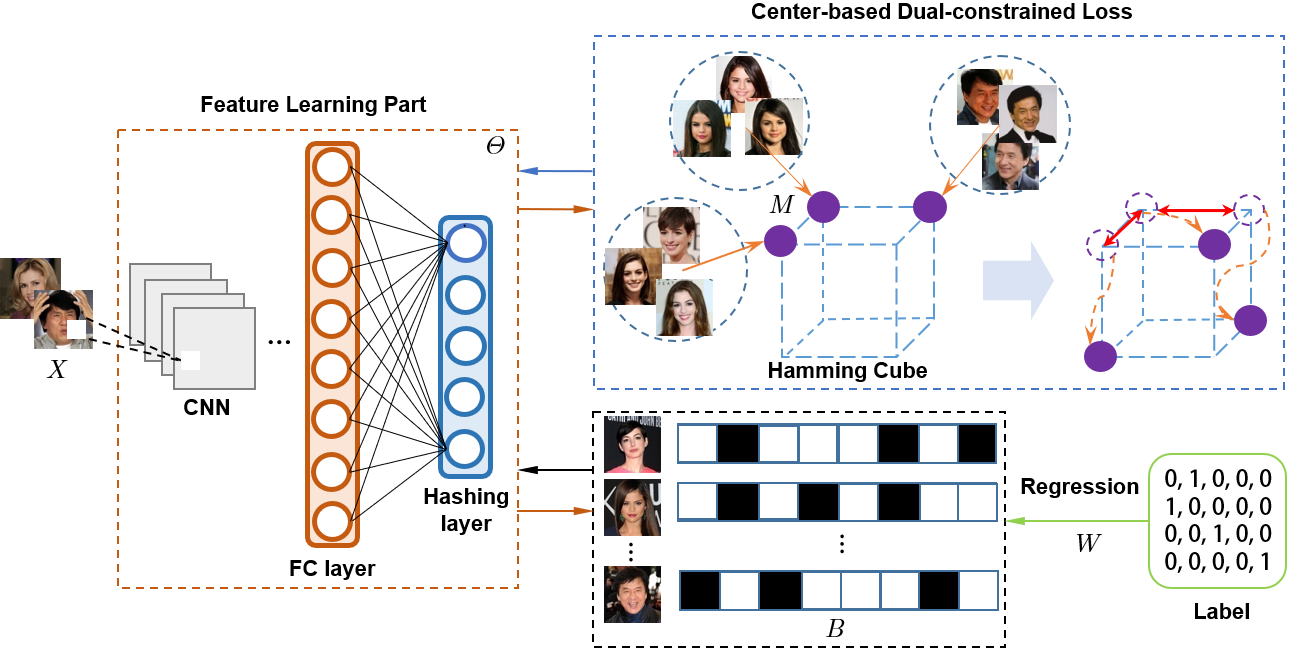 Center-based Dual-constrained Loss
Feature Learning Part
Θ
M
X
CNN
...
Hamming Cube
Hashing
layer
FC layer
Regression
W
0, 1, 0, 0, 0
1, 0, 0, 0, 0
0, 0, 1, 0, 0
0, 0, 0, 0, 1
Label
B